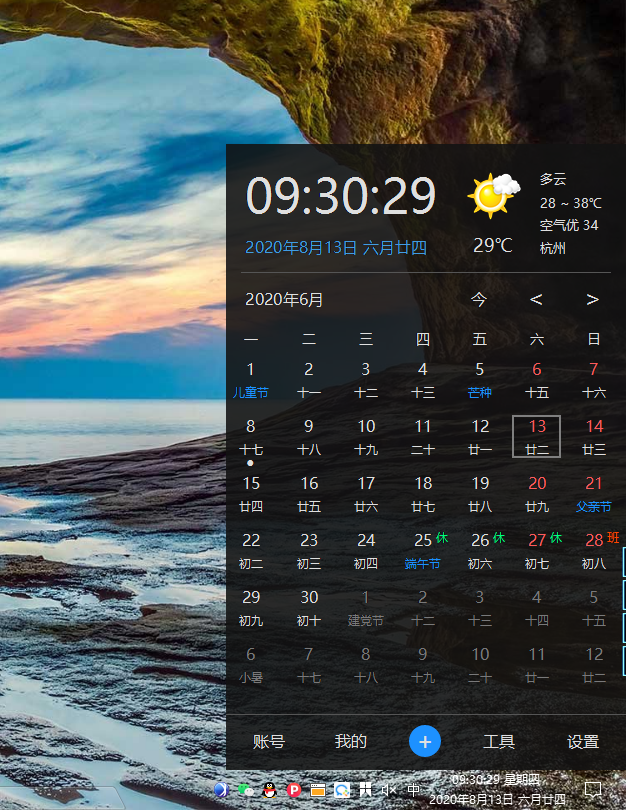 09:30:29
多云
28 ~ 38℃
空气优 34
2020年8月13日 六月廿四
29℃
杭州
2020年6月 今 < >
一 二 三 四 五 六 日
1 2 3 4 5 6 7
儿童节 十一 十二 十三 芒种 十五 十六
8 9 10 11 12 13 14
十七 十八 十九 二十 廿一 廿二 廿三
15 16 17 18 19 20 21
廿四 廿五 廿六 廿七 廿八 廿九 父亲节
22 23 24 25 休 26 休 27 休 28 班
初二 初三 初四 端午节 初六 初七 初八
29 30 1 2 3 4 5
初九 初十 建党节 十二 十三 十四 十五
6 7 8 9 10 11 12
小暑 十七 十八 十九 二十 廿一 廿二
账号 我的 + 工具 设置
中
09:30:29 星期四
2020年8月13日 六月廿四